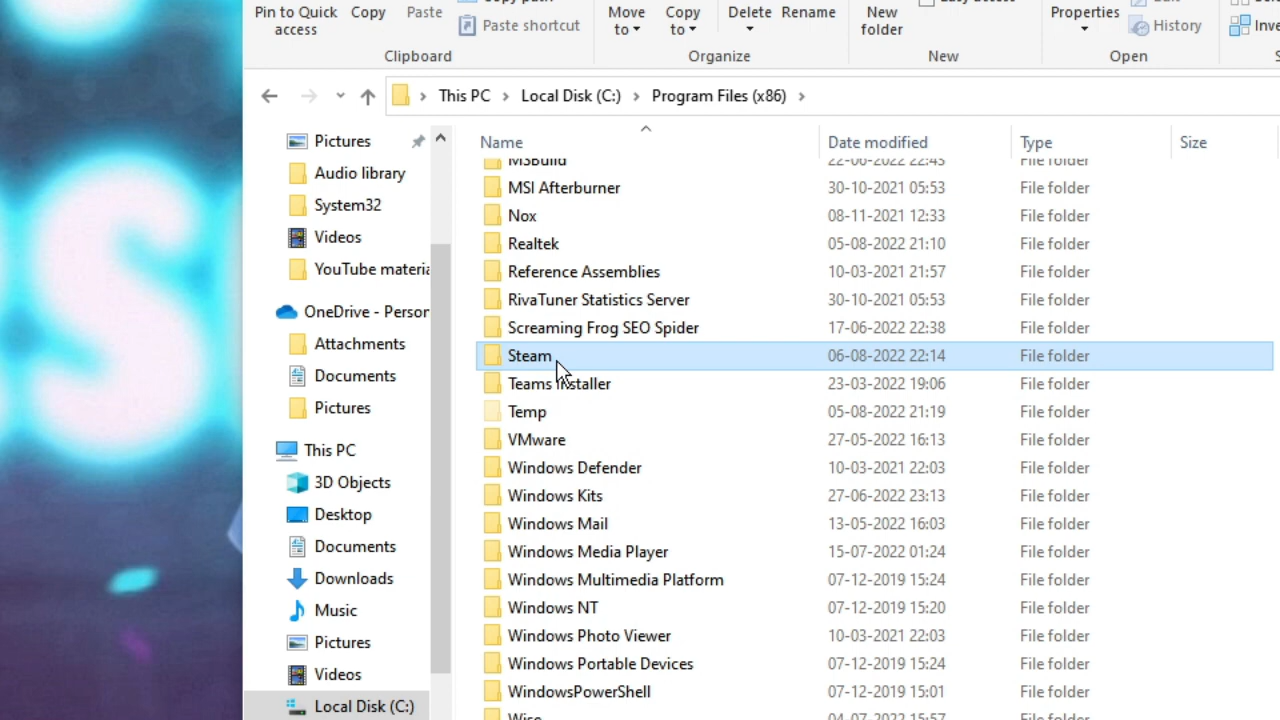 Copy path
Easy access
Edit
Pin to Quick access
Copy
Paste
Paste shortcut
Move to
Copy to
Delete
Rename
New folder
Properties
History
Clipboard
Organize
New
Open
This PC > Local Disk (C:) > Program Files (x86) >
Name Date modified Type Size
Pictures
Audio library
System32
Videos
YouTube materia
OneDrive - Person
Attachments
Documents
Pictures
This PC
3D Objects
Desktop
Documents
Downloads
Music
Pictures
Videos
Local Disk (C:)
MSBuild 22-06-2022 22:45 File folder
MSI Afterburner 30-10-2021 05:53 File folder
Nox 08-11-2021 12:33 File folder
Realtek 05-08-2022 21:10 File folder
Reference Assemblies 10-03-2021 21:57 File folder
RivaTuner Statistics Server 30-10-2021 05:53 File folder
Screaming Frog SEO Spider 17-06-2022 22:38 File folder
Steam 06-08-2022 22:14 File folder
Teams Installer 23-03-2022 19:06 File folder
Temp 05-08-2022 21:19 File folder
VMware 27-05-2022 16:13 File folder
Windows Defender 10-03-2021 22:03 File folder
Windows Kits 27-06-2022 23:13 File folder
Windows Mail 13-05-2022 16:03 File folder
Windows Media Player 15-07-2022 01:24 File folder
Windows Multimedia Platform 07-12-2019 15:24 File folder
Windows NT 07-12-2019 15:20 File folder
Windows Photo Viewer 10-03-2021 22:03 File folder
Windows Portable Devices 07-12-2019 15:24 File folder
WindowsPowerShell 07-12-2019 15:01 File folder
Wise 04-07-2022 15:57 File folder